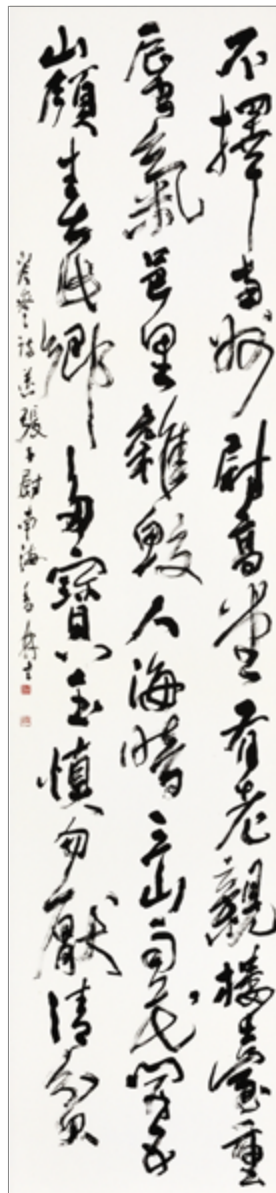 不擇南州尉高堂有老親樓臺重
蜃氣邑里雜鮫人海暗三山雨花明五
嶺春此鄉多寶玉慎勿厭清貧
岑參詩送張子尉南海